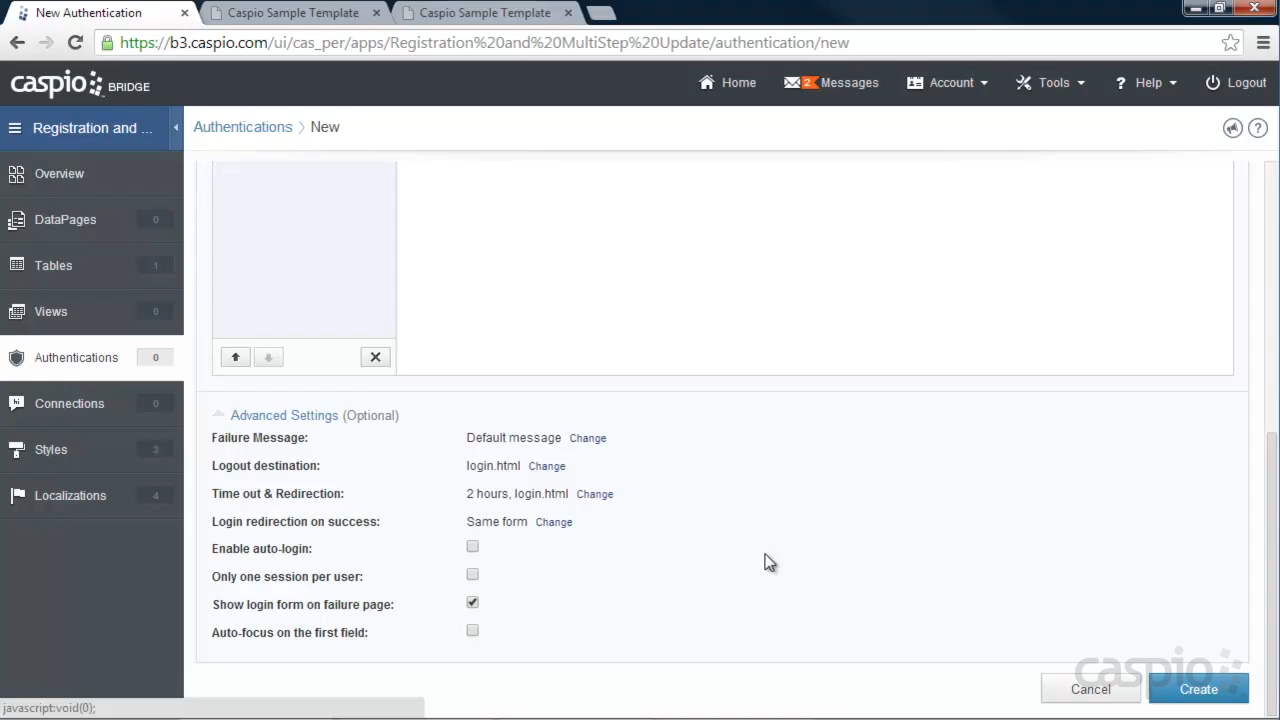 New Authentication
Caspio Sample Template
Caspio Sample Template
https://b3.caspio.com/ui/cas_per/apps/Registration%20and%20MultiStep%20Update/authentication/new
caspio BRIDGE
Home
2 Messages
Account
Tools
? Help
Logout
Registration and ...
Authentications > New
?
Overview
DataPages 0
Tables 1
Views 0
Authentications 0
Connections 0
Styles 3
Localizations 4
Advanced Settings (Optional)
Failure Message: Default message Change
Logout destination: login.html Change
Time out & Redirection: 2 hours, login.html Change
Login redirection on success: Same form Change
Enable auto-login:
Only one session per user:
Show login form on failure page:
Auto-focus on the first field:
caspio
Cancel
Create
javascript:void(0);